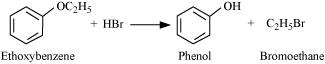 OC₂H₅ OH
+ HBr + C₂H₅Br
Ethoxybenzene Phenol Bromoethane